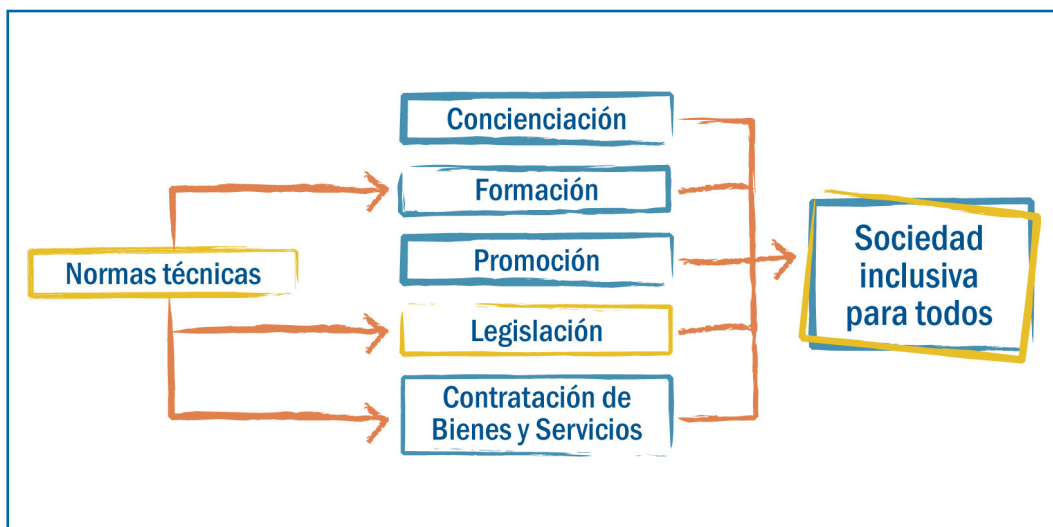 Normas técnicas
Concienciación
Formación
Promoción
Legislación
Contratación de
Bienes y Servicios
Sociedad
inclusiva
para todos